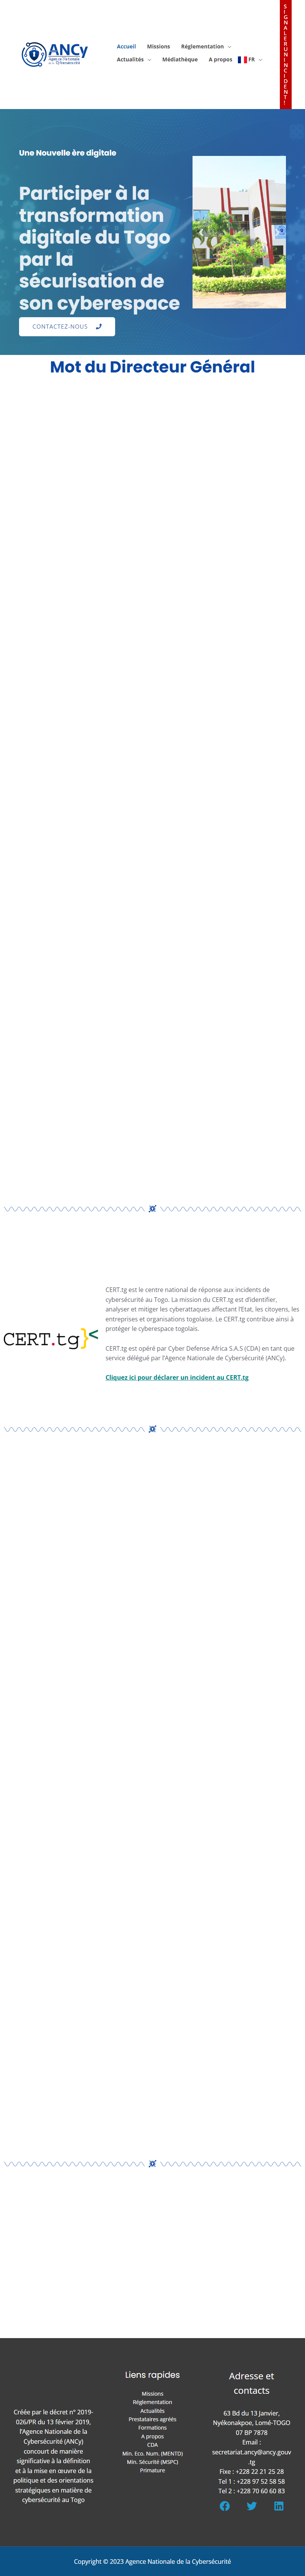 ANCy
Agence Nationale
de la Cybersécurité
Accueil Missions Réglementation
Actualités Médiathèque A propos FR
SIGNALER UN INCIDENT !
Une Nouvelle ère digitale
Participer à la
transformation
digitale du Togo
par la
sécurisation de
son cyberespace
CONTACTEZ-NOUS
Mot du Directeur Général
CERT.tg
CERT.tg est le centre national de réponse aux incidents de
cybersécurité au Togo. La mission du CERT.tg est d'identifier,
analyser et mitiger les cyberattaques affectant l'Etat, les citoyens, les
entreprises et organisations togolaise. Le CERT.tg contribue ainsi à
protéger le cyberespace togolais.
CERT.tg est opéré par Cyber Defense Africa S.A.S (CDA) en tant que
service délégué par l'Agence Nationale de Cybersécurité (ANCy).
Cliquez ici pour déclarer un incident au CERT.tg
Créée par le décret n° 2019-
026/PR du 13 février 2019,
l'Agence Nationale de la
Cybersécurité (ANCy)
concourt de manière
significative à la définition
et à la mise en œuvre de la
politique et des orientations
stratégiques en matière de
cybersécurité au Togo
Liens rapides
Missions
Réglementation
Actualités
Prestataires agréés
Formations
A propos
CDA
Min. Eco. Num. (MENTD)
Min. Sécurité (MSPC)
Primature
Adresse et
contacts
63 Bd du 13 Janvier,
Nyékonakpoe, Lomé-TOGO
07 BP 7878
Email :
secretariat.ancy@ancy.gouv
.tg
Fixe : +228 22 21 25 28
Tel 1 : +228 97 52 58 58
Tel 2 : +228 70 60 60 83
Copyright © 2023 Agence Nationale de la Cybersécurité